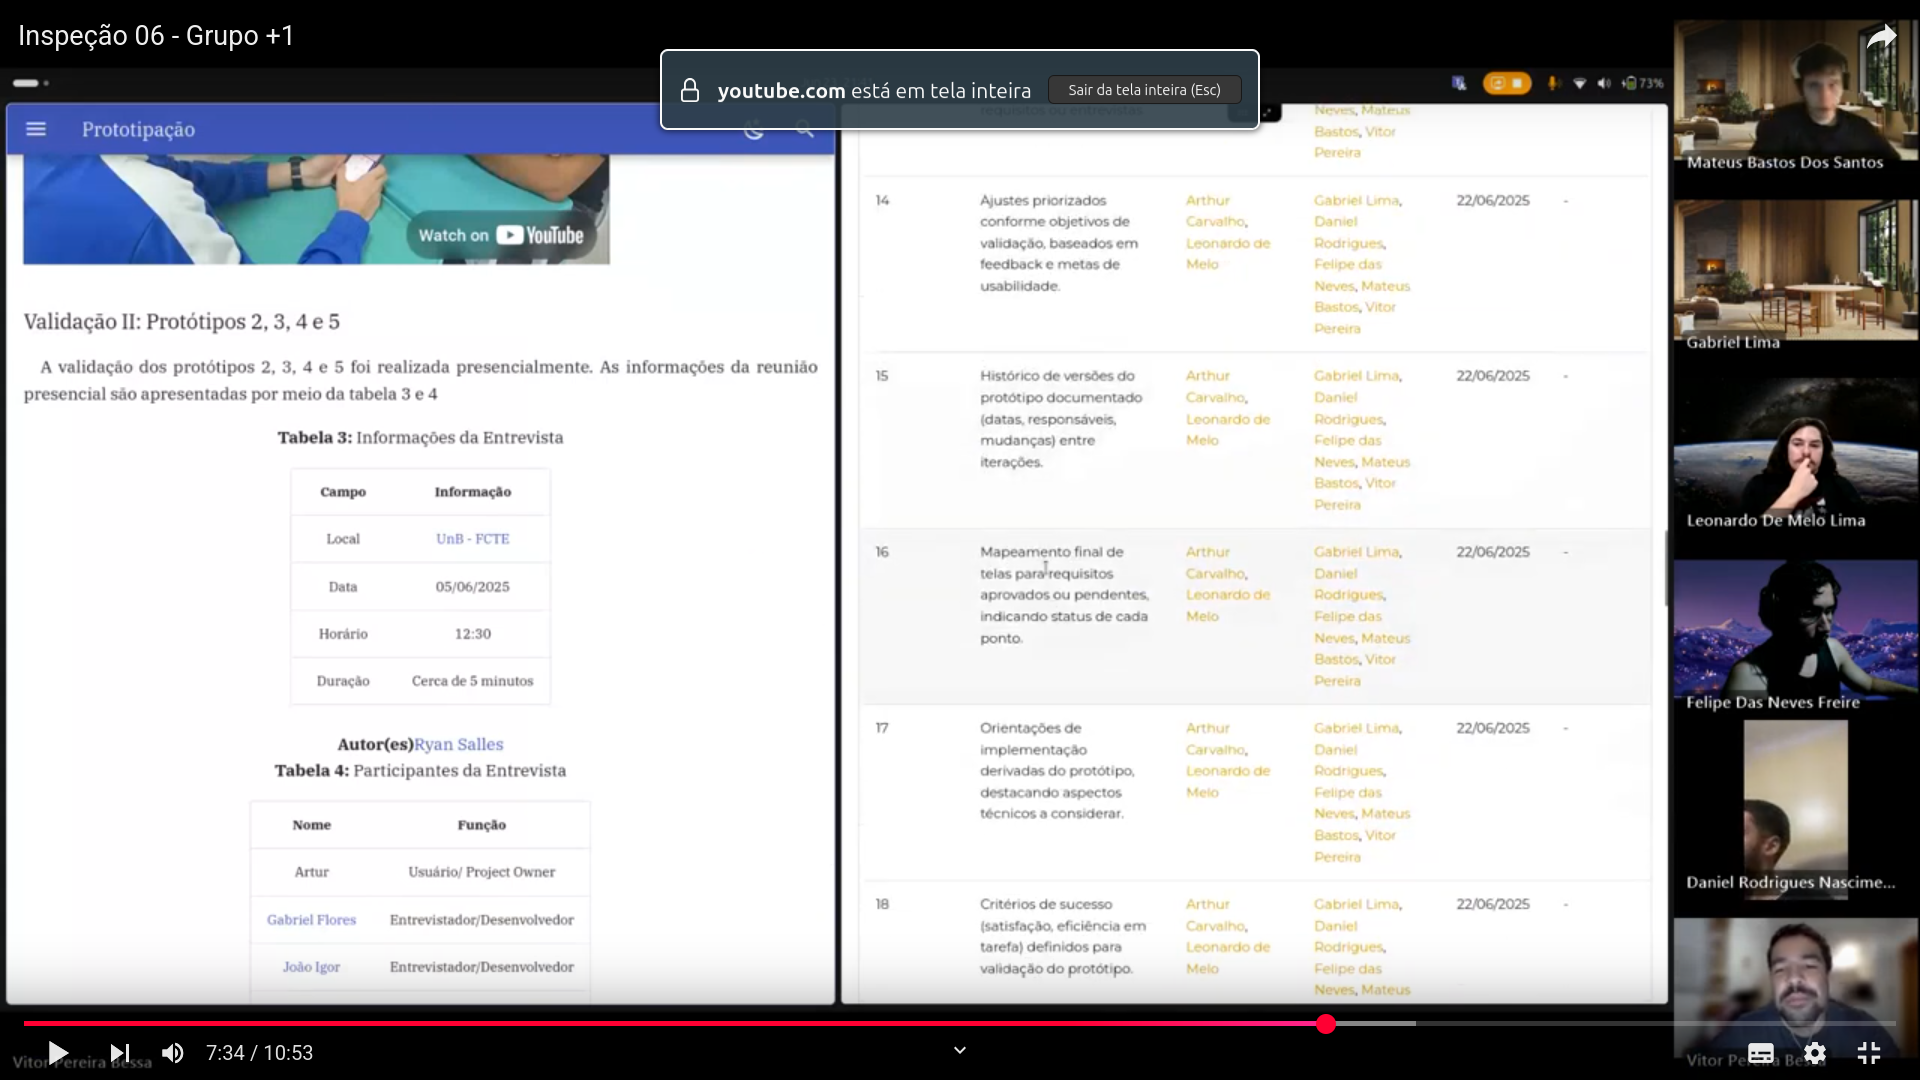 Inspeção 06 - Grupo +1
youtube.com está em tela inteira
Sair da tela inteira (Esc)
73%
Prototipação
Watch on YouTube
Validação II: Protótipos 2, 3, 4 e 5
A validação dos protótipos 2, 3, 4 e 5 foi realizada presencialmente. As informações da reunião
presencial são apresentadas por meio da tabela 3 e 4
Tabela 3: Informações da Entrevista
Campo Informação
Local UnB - FCTE
Data 05/06/2025
Horário 12:30
Duração Cerca de 5 minutos
Autor(es)Ryan Salles
Tabela 4: Participantes da Entrevista
Nome Função
Artur Usuário/ Project Owner
Gabriel Flores Entrevistador/Desenvolvedor
João Igor Entrevistador/Desenvolvedor
requisitos ou entrevistas.
Neves, Mateus
Bastos, Vitor
Pereira
14
Ajustes priorizados
conforme objetivos de
validação, baseados em
feedback e metas de
usabilidade.
Arthur
Carvalho,
Leonardo de
Melo
Gabriel Lima,
Daniel
Rodrigues,
Felipe das
Neves, Mateus
Bastos, Vitor
Pereira
22/06/2025
-
15
Histórico de versões do
protótipo documentado
(datas, responsáveis,
mudanças) entre
iterações.
Arthur
Carvalho,
Leonardo de
Melo
Gabriel Lima,
Daniel
Rodrigues,
Felipe das
Neves, Mateus
Bastos, Vitor
Pereira
22/06/2025
-
16
Mapeamento final de
telas para requisitos
aprovados ou pendentes,
indicando status de cada
ponto.
Arthur
Carvalho,
Leonardo de
Melo
Gabriel Lima,
Daniel
Rodrigues,
Felipe das
Neves, Mateus
Bastos, Vitor
Pereira
22/06/2025
-
17
Orientações de
implementação
derivadas do protótipo,
destacando aspectos
técnicos a considerar.
Arthur
Carvalho,
Leonardo de
Melo
Gabriel Lima,
Daniel
Rodrigues,
Felipe das
Neves, Mateus
Bastos, Vitor
Pereira
22/06/2025
-
18
Critérios de sucesso
(satisfação, eficiência em
tarefa) definidos para
validação do protótipo.
Arthur
Carvalho,
Leonardo de
Melo
Gabriel Lima,
Daniel
Rodrigues,
Felipe das
Neves, Mateus
22/06/2025
-
Mateus Bastos Dos Santos
Gabriel Lima
Leonardo De Melo Lima
Felipe Das Neves Freire
Daniel Rodrigues Nascime...
Vitor Pereira Bessa
7:34 / 10:53
Vitor Pereira Bessa